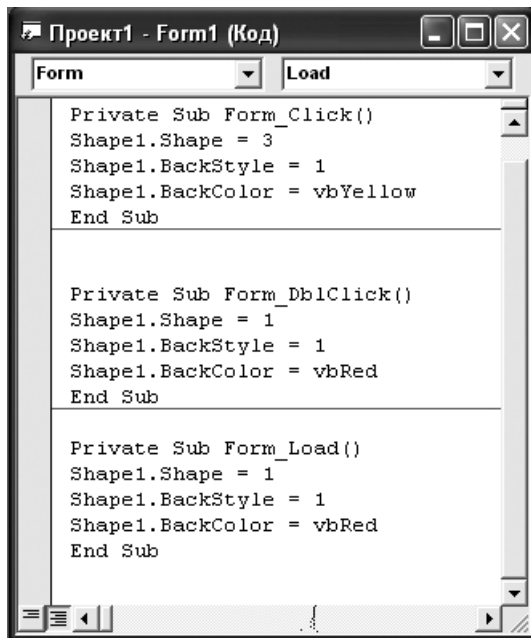 Проект1 - Form1 (Код)
Form Load
Private Sub Form_Click()
Shape1.Shape = 3
Shape1.BackStyle = 1
Shape1.BackColor = vbYellow
End Sub
Private Sub Form_DblClick()
Shape1.Shape = 1
Shape1.BackStyle = 1
Shape1.BackColor = vbRed
End Sub
Private Sub Form_Load()
Shape1.Shape = 1
Shape1.BackStyle = 1
Shape1.BackColor = vbRed
End Sub